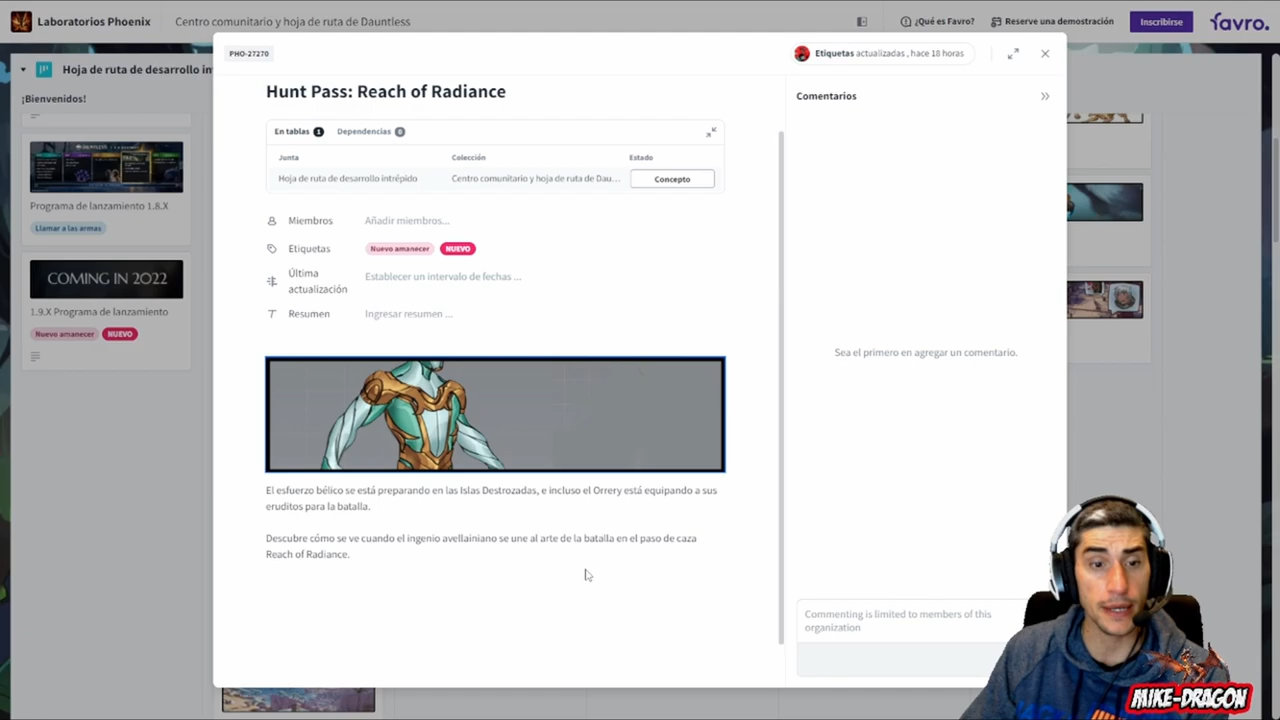 Laboratorios Phoenix
Centro comunitario y hoja de ruta de Dauntless
¿Qué es Favro?
Reserve una demostración
Inscribirse
favro.
Hoja de ruta de desarrollo int
¡Bienvenidos!
Programa de lanzamiento 1.8.X
Llamar a las armas
COMING IN 2022
1.9.X Programa de lanzamiento
Nuevo amanecer
NUEVO
PHO-27270
Etiquetas actualizadas , hace 18 horas
Hunt Pass: Reach of Radiance
En tablas 1
Dependencias 0
Junta
Colección
Estado
Hoja de ruta de desarrollo intrépido
Centro comunitario y hoja de ruta de Dau…
Concepto
Miembros
Añadir miembros...
Etiquetas
Nuevo amanecer
NUEVO
Última
actualización
Establecer un intervalo de fechas ...
Resumen
Ingresar resumen ...
El esfuerzo bélico se está preparando en las Islas Destrozadas, e incluso el Orrery está equipando a sus
eruditos para la batalla.
Descubre cómo se ve cuando el ingenio avellainiano se une al arte de la batalla en el paso de caza
Reach of Radiance.
Comentarios
Sea el primero en agregar un comentario.
Commenting is limited to members of this
organization
MIKE-DRAGON